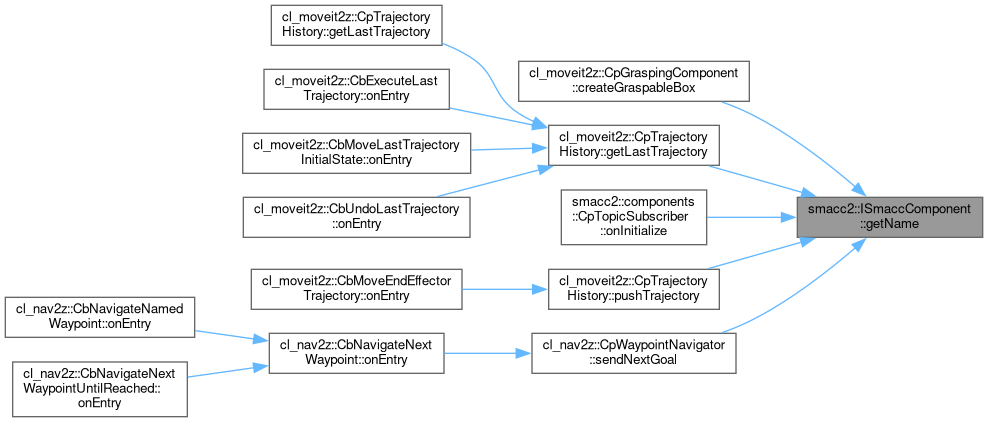 cl_moveit2z::CpTrajectory
History::getLastTrajectory
cl_moveit2z::CpGraspingComponent
::createGraspableBox
cl_moveit2z::CbExecuteLast
Trajectory::onEntry
cl_moveit2z::CpTrajectory
History::getLastTrajectory
cl_moveit2z::CbMoveLastTrajectory
InitialState::onEntry
cl_moveit2z::CbUndoLastTrajectory
::onEntry
smacc2::components
::CpTopicSubscriber
::onInitialize
smacc2::ISmaccComponent
::getName
cl_moveit2z::CbMoveEndEffector
Trajectory::onEntry
cl_moveit2z::CpTrajectory
History::pushTrajectory
cl_nav2z::CbNavigateNamed
Waypoint::onEntry
cl_nav2z::CbNavigateNext
Waypoint::onEntry
cl_nav2z::CpWaypointNavigator
::sendNextGoal
cl_nav2z::CbNavigateNext
WaypointUntilReached::
onEntry